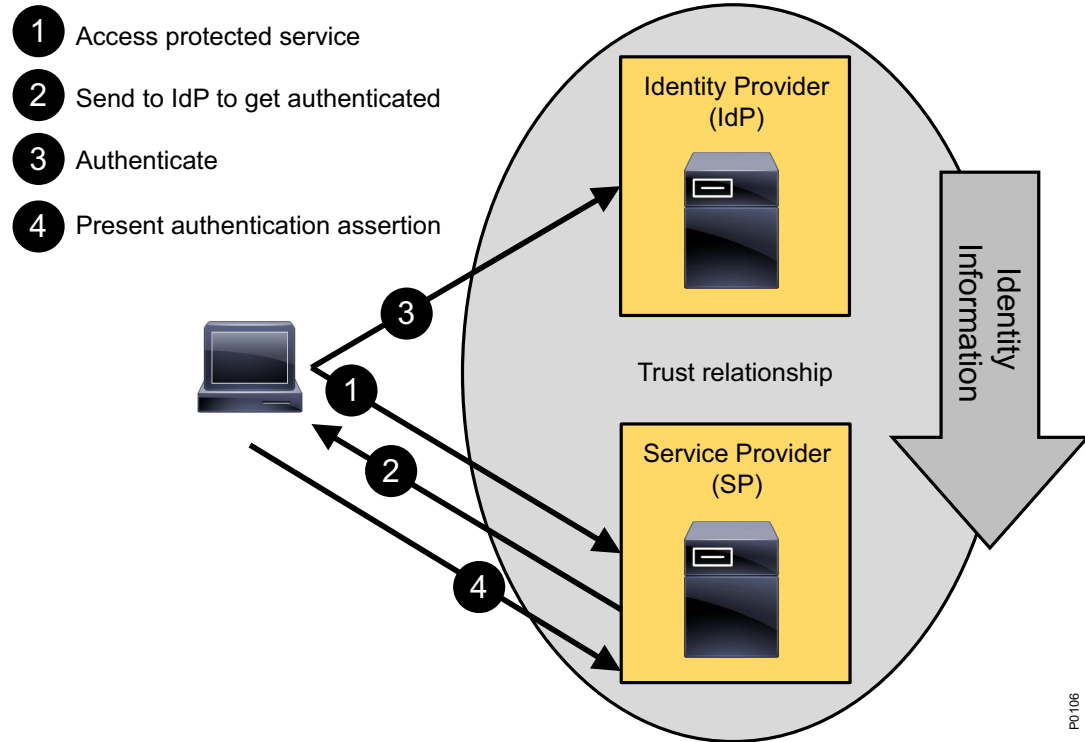 1 Access protected service
2 Send to IdP to get authenticated
3 Authenticate
4 Present authentication assertion
Identity Provider
(IdP)
Identity
Information
3
Trust relationship
1
Service Provider
(SP)
2
4
P0106